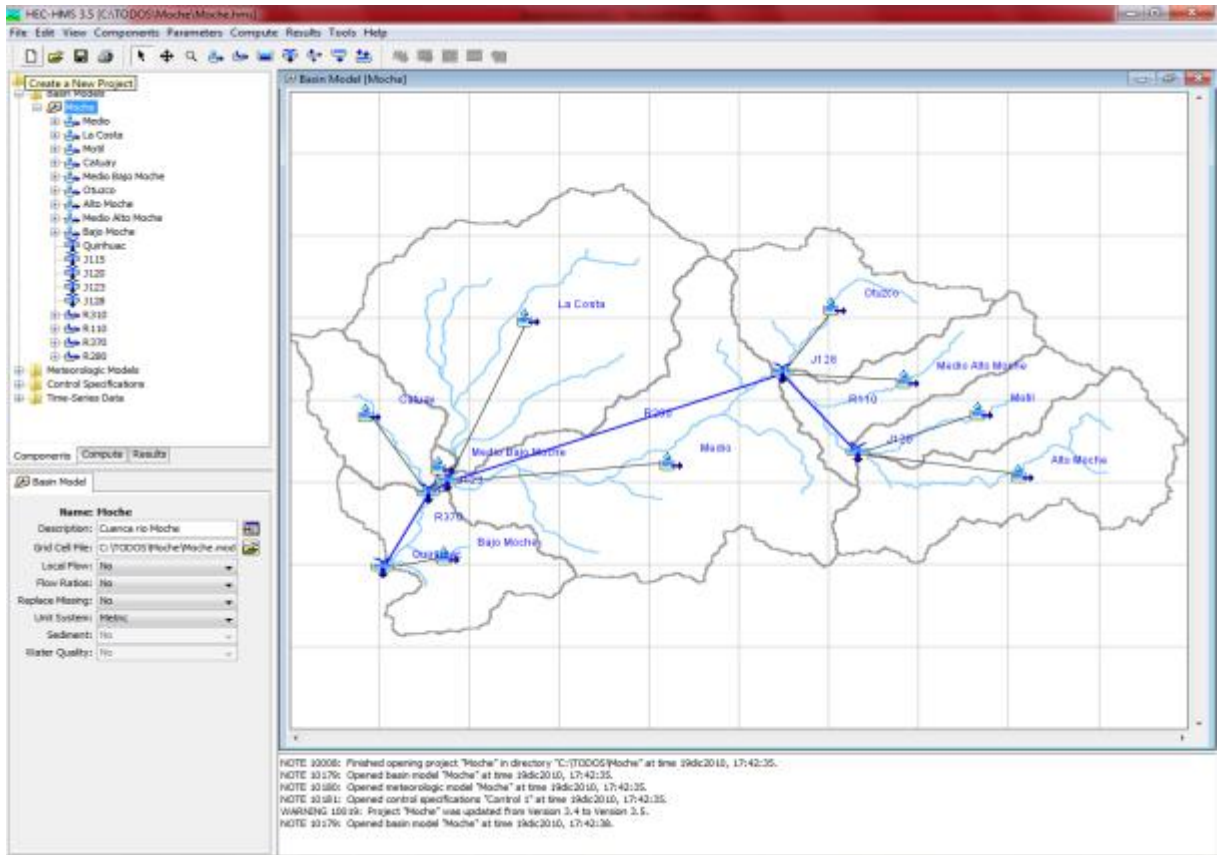 HEC-HMS 3.5 [C:\TODOS\Moche\Moche.hms]
File Edit View Components Parameters Compute Results Tools Help
Create a New Project
Basin Models
Moche
Medio
La Costa
Motil
Catuay
Medio Bajo Moche
Otuzco
Alto Moche
Medio Alto Moche
Bajo Moche
Quirihuac
J115
J120
J123
J128
R310
R110
R370
R280
Meteorologic Models
Control Specifications
Time-Series Data
Components Compute Results
Basin Model
Name: Moche
Description: Cuenca rio Moche
Grid Cell File: C:\TODOS\Moche\Moche.mod
Local Flow: No
Flow Ratios: No
Replace Missing: No
Unit System: Metric
Sediment: No
Water Quality: No
Basin Model [Moche]
Otuzco
La Costa
J128
Medio Alto Moche
Catuay
R110
Motil
Medio Bajo Moche
Medio
Alto Moche
R370
Bajo Moche
Quirihuac
NOTE 10008: Finished opening project "Moche" in directory "C:\TODOS\Moche" at time 19dic2010, 17:42:35.
NOTE 10179: Opened basin model "Moche" at time 19dic2010, 17:42:35.
NOTE 10180: Opened meteorologic model "Moche" at time 19dic2010, 17:42:35.
NOTE 10181: Opened control specifications "Control 1" at time 19dic2010, 17:42:35.
WARNING 10019: Project "Moche" was updated from Version 3.4 to Version 3.5.
NOTE 10179: Opened basin model "Moche" at time 19dic2010, 17:42:38.